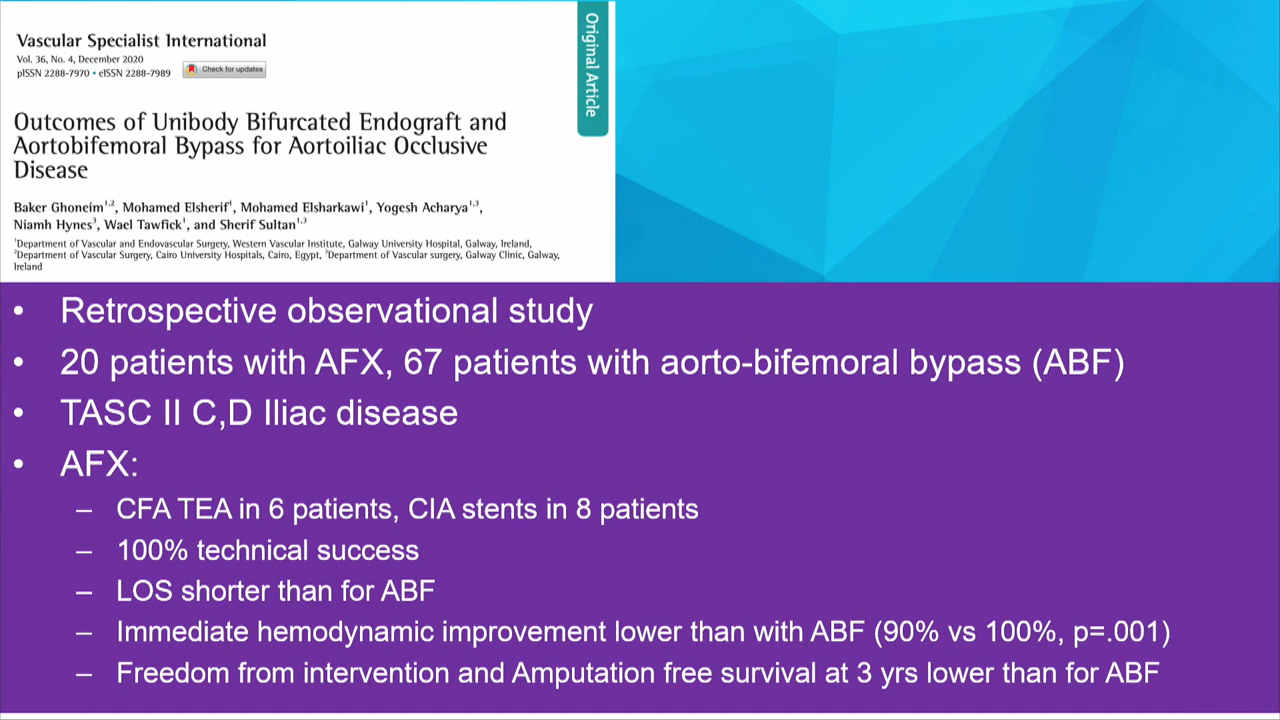 Vascular Specialist International
Vol. 36, No. 4, December 2020
pISSN 2288-7970 • eISSN 2288-7989
Check for updates
Original Article
Outcomes of Unibody Bifurcated Endograft and
Aortobifemoral Bypass for Aortoiliac Occlusive
Disease
Baker Ghoneim1,2, Mohamed Elsherif1, Mohamed Elsharkawi1, Yogesh Acharya1,3,
Niamh Hynes3, Wael Tawfick1, and Sherif Sultan1,3
1Department of Vascular and Endovascular Surgery, Western Vascular Institute, Galway University Hospital, Galway, Ireland,
2Department of Vascular Surgery, Cairo University Hospitals, Cairo, Egypt, 3Department of Vascular surgery, Galway Clinic, Galway,
Ireland
• Retrospective observational study
• 20 patients with AFX, 67 patients with aorto-bifemoral bypass (ABF)
• TASC II C,D Iliac disease
• AFX:
– CFA TEA in 6 patients, CIA stents in 8 patients
– 100% technical success
– LOS shorter than for ABF
– Immediate hemodynamic improvement lower than with ABF (90% vs 100%, p=.001)
– Freedom from intervention and Amputation free survival at 3 yrs lower than for ABF